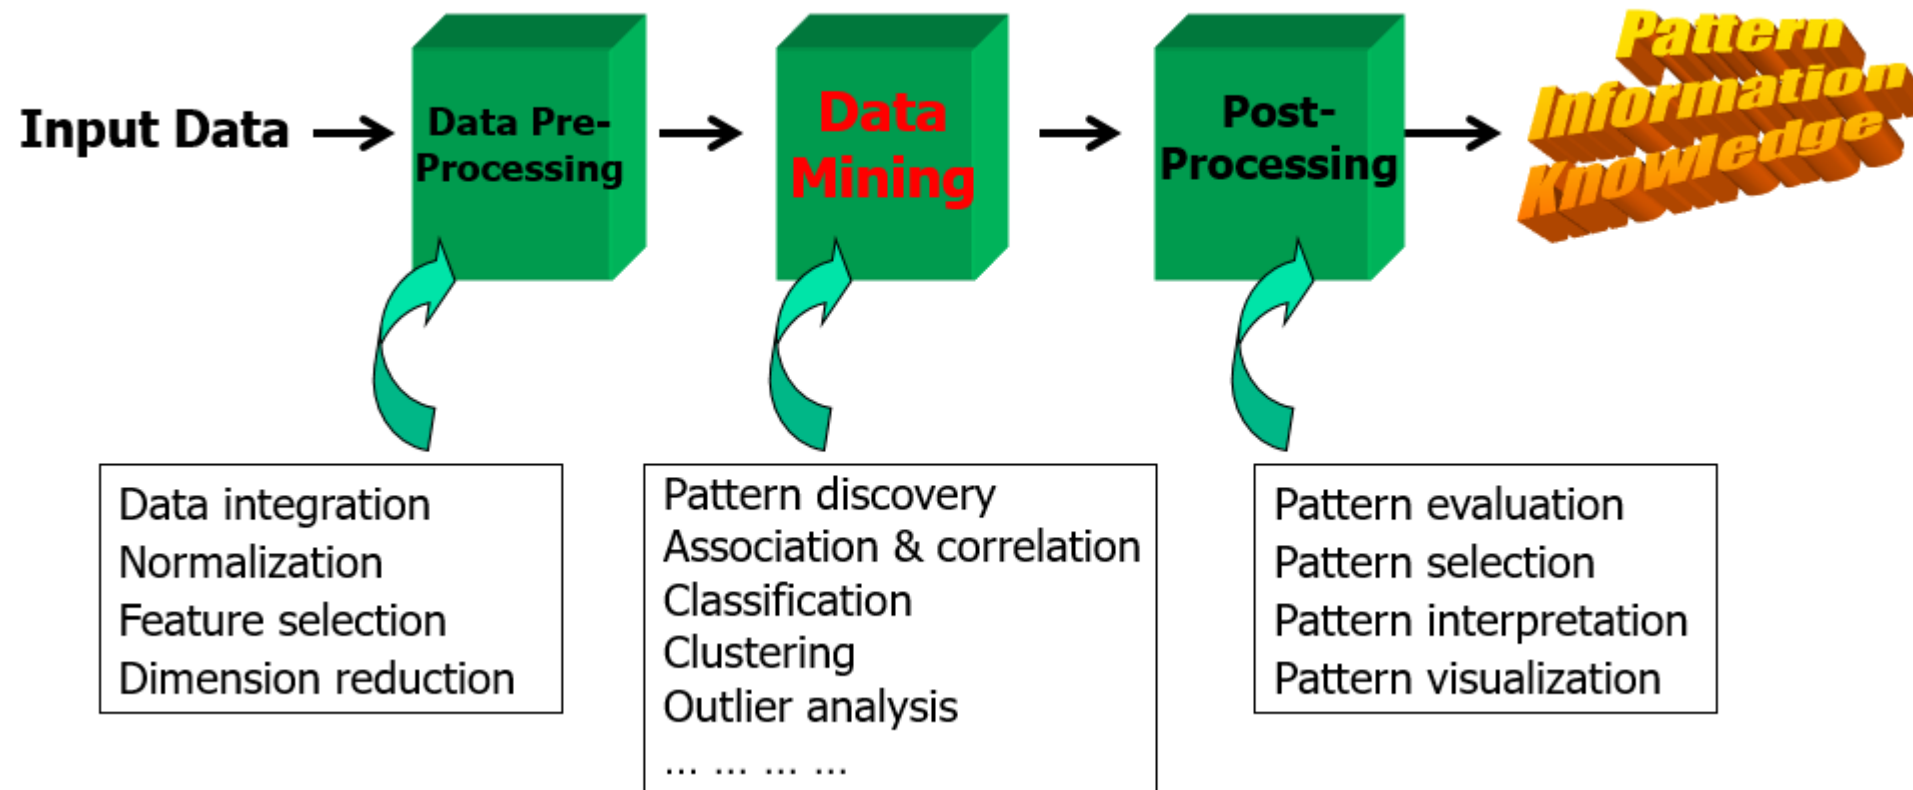 Input Data
Data Pre-
Processing
Data
Mining
Post-
Processing
Pattern
Information
Knowledge
Data integration
Normalization
Feature selection
Dimension reduction
Pattern discovery
Association & correlation
Classification
Clustering
Outlier analysis
... ... ... ...
Pattern evaluation
Pattern selection
Pattern interpretation
Pattern visualization